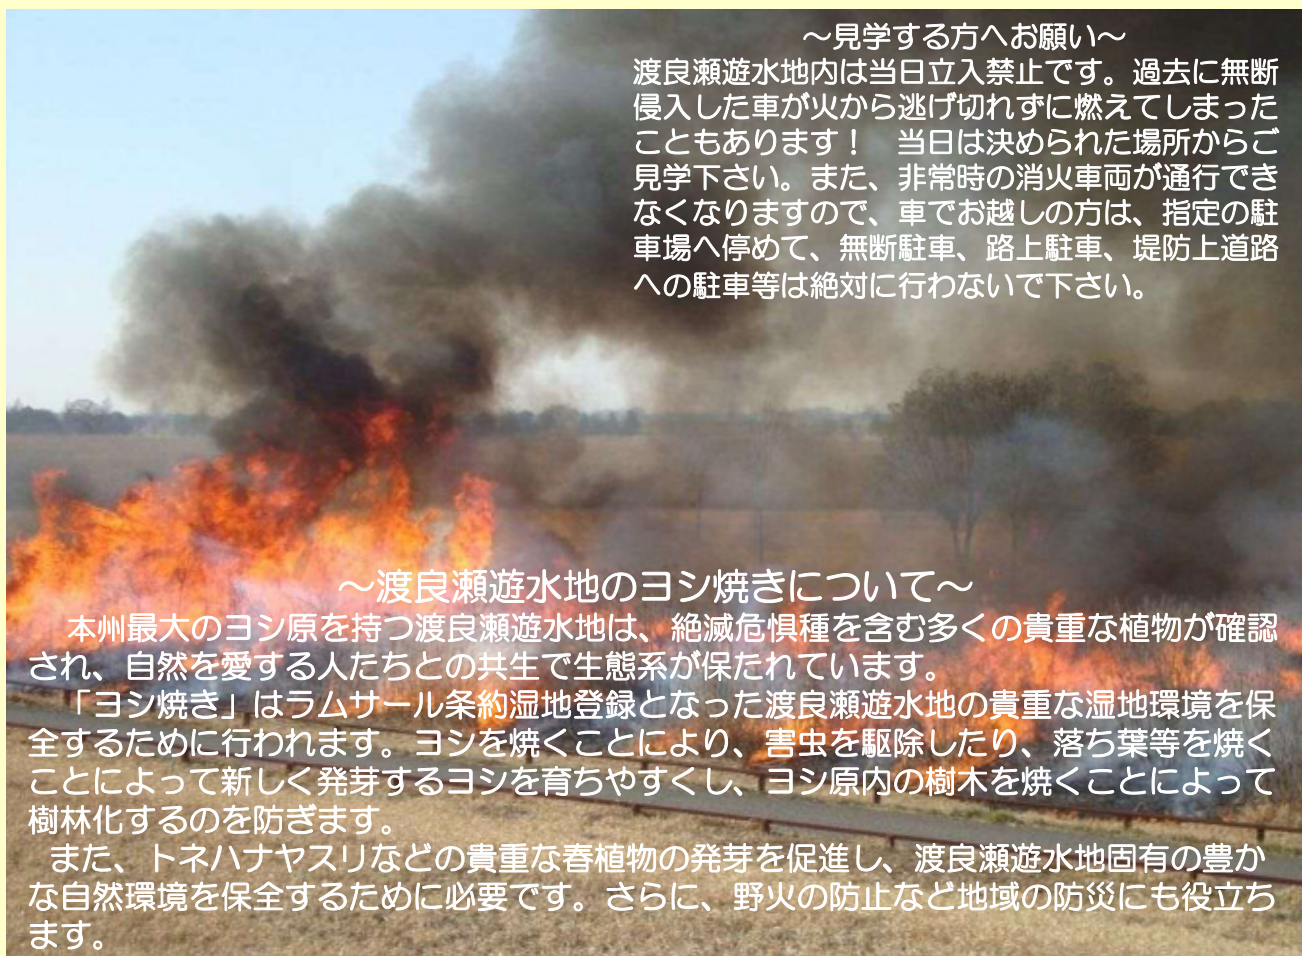 ～見学する方へお願い～
渡良瀬遊水地内は当日立入禁止です。過去に無断
侵入した車が火から逃げ切れずに燃えてしまった
こともあります！　当日は決められた場所からご
見学下さい。また、非常時の消火車両が通行でき
なくなりますので、車でお越しの方は、指定の駐
車場へ停めて、無断駐車、路上駐車、堤防上道路
への駐車等は絶対に行わないで下さい。
～渡良瀬遊水地のヨシ焼きについて～
　本州最大のヨシ原を持つ渡良瀬遊水地は、絶滅危惧種を含む多くの貴重な植物が確認
され、自然を愛する人たちとの共生で生態系が保たれています。
　「ヨシ焼き」はラムサール条約湿地登録となった渡良瀬遊水地の貴重な湿地環境を保
全するために行われます。ヨシを焼くことにより、害虫を駆除したり、落ち葉等を焼く
ことによって新しく発芽するヨシを育ちやすくし、ヨシ原内の樹木を焼くことによって
樹林化するのを防ぎます。
　また、トネハナヤスリなどの貴重な春植物の発芽を促進し、渡良瀬遊水地固有の豊か
な自然環境を保全するために必要です。さらに、野火の防止など地域の防災にも役立ち
ます。